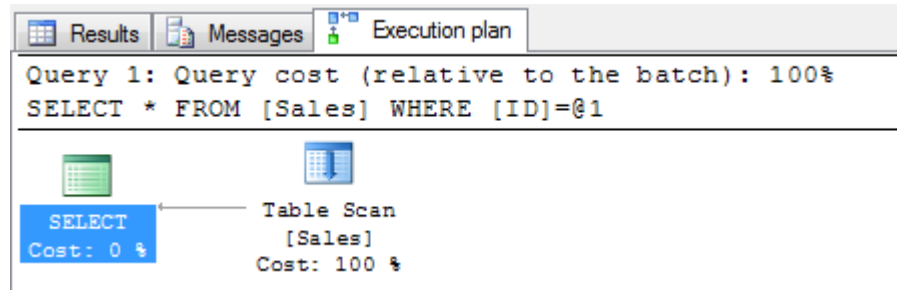 Results Messages Execution plan
Query 1: Query cost (relative to the batch): 100%
SELECT * FROM [Sales] WHERE [ID]=@1
SELECT
Cost: 0 %
Table Scan
[Sales]
Cost: 100 %